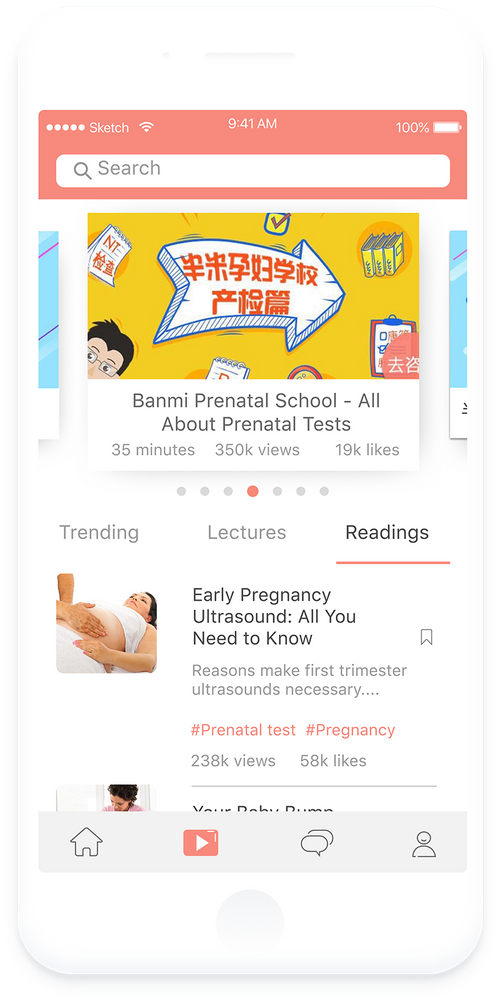 Sketch
9:41 AM
100%
Search
NT
检查
半米孕妇学校
产检篇
去咨
Banmi Prenatal School - All
About Prenatal Tests
35 minutes 350k views 19k likes
Trending Lectures Readings
Early Pregnancy
Ultrasound: All You
Need to Know
Reasons make first trimester
ultrasounds necessary....
#Prenatal test #Pregnancy
238k views 58k likes
Your Baby Bump